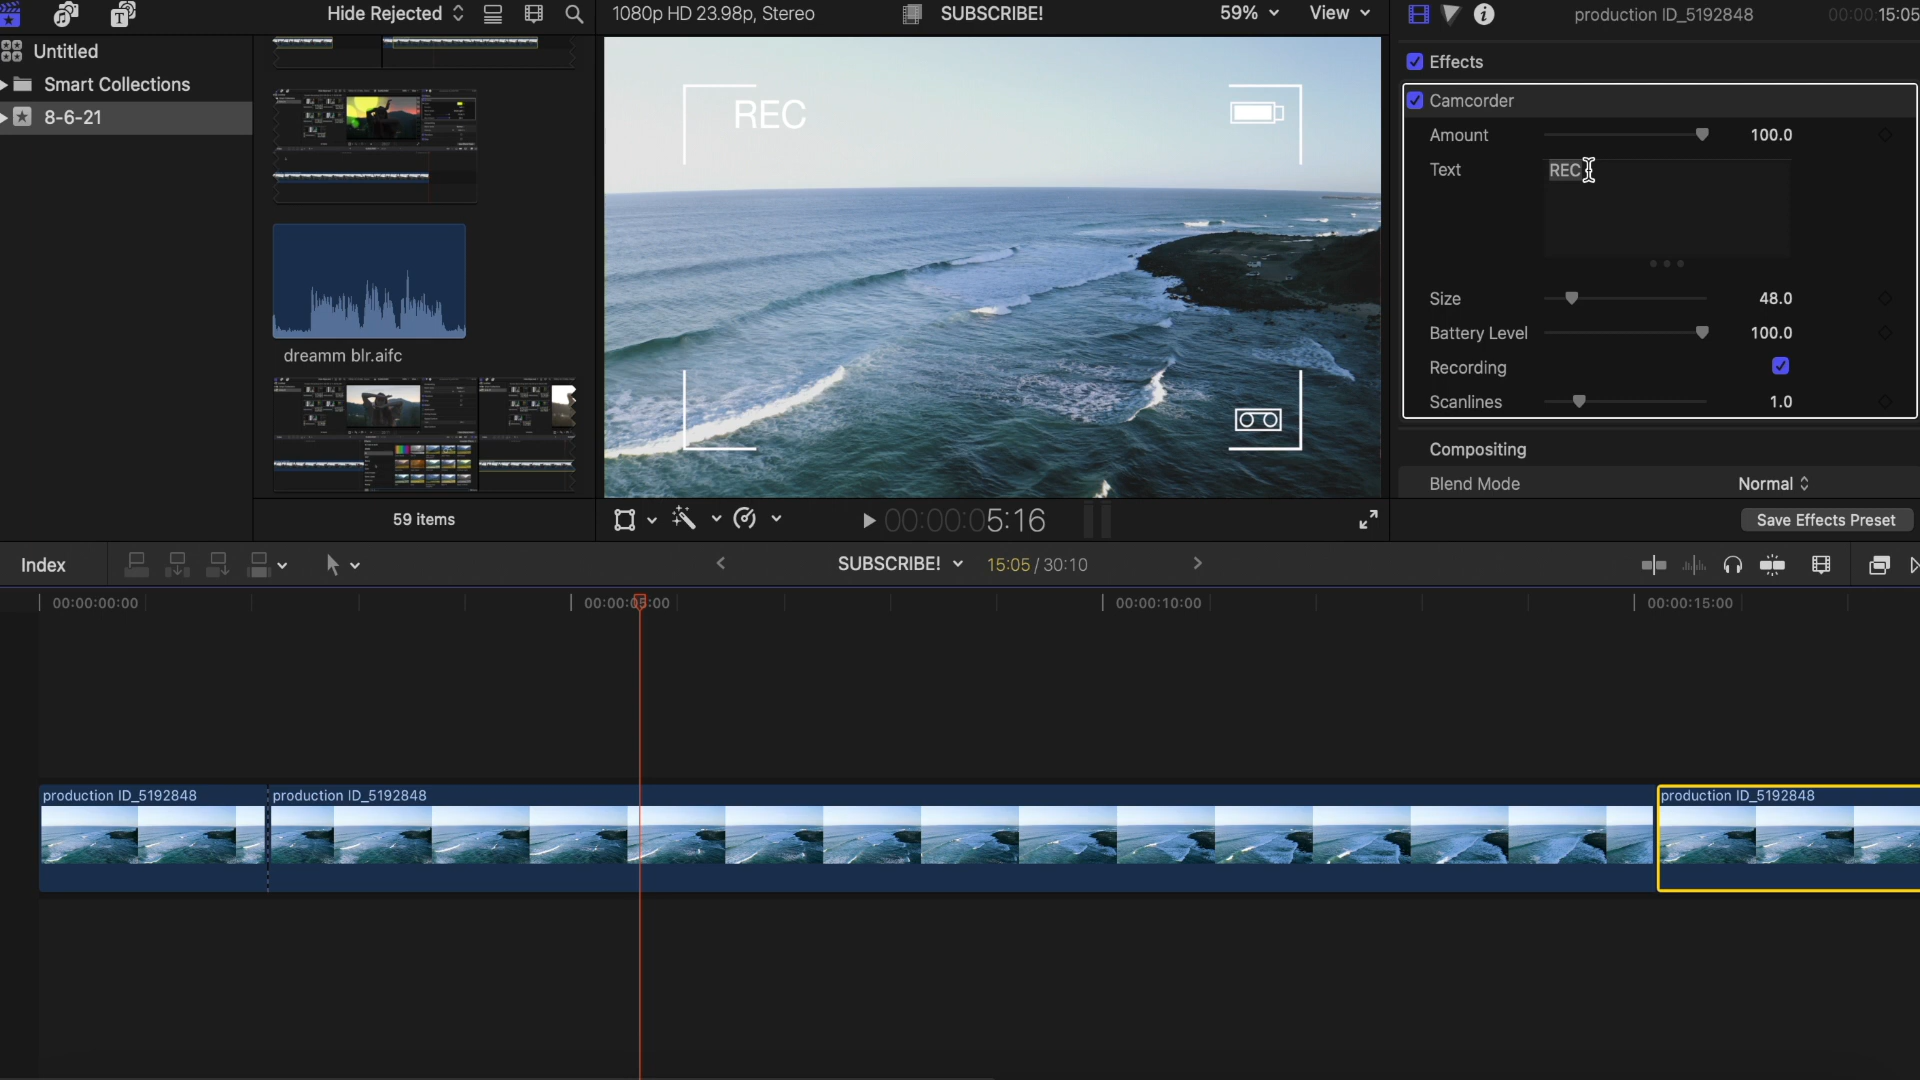 Hide Rejected
1080p HD 23.98p, Stereo
SUBSCRIBE!
59%
View
production ID_5192848
00:00:15:05
Untitled
Smart Collections
8-6-21
dreamm blr.aifc
59 items
REC
Effects
Camcorder
Amount 100.0
Text REC
Size 48.0
Battery Level 100.0
Recording
Scanlines 1.0
Compositing
Blend Mode Normal
Save Effects Preset
00:00:05:16
Index
SUBSCRIBE!
15:05 / 30:10
00:00:00:00
00:00:05:00
00:00:10:00
00:00:15:00
production ID_5192848
production ID_5192848
production ID_5192848